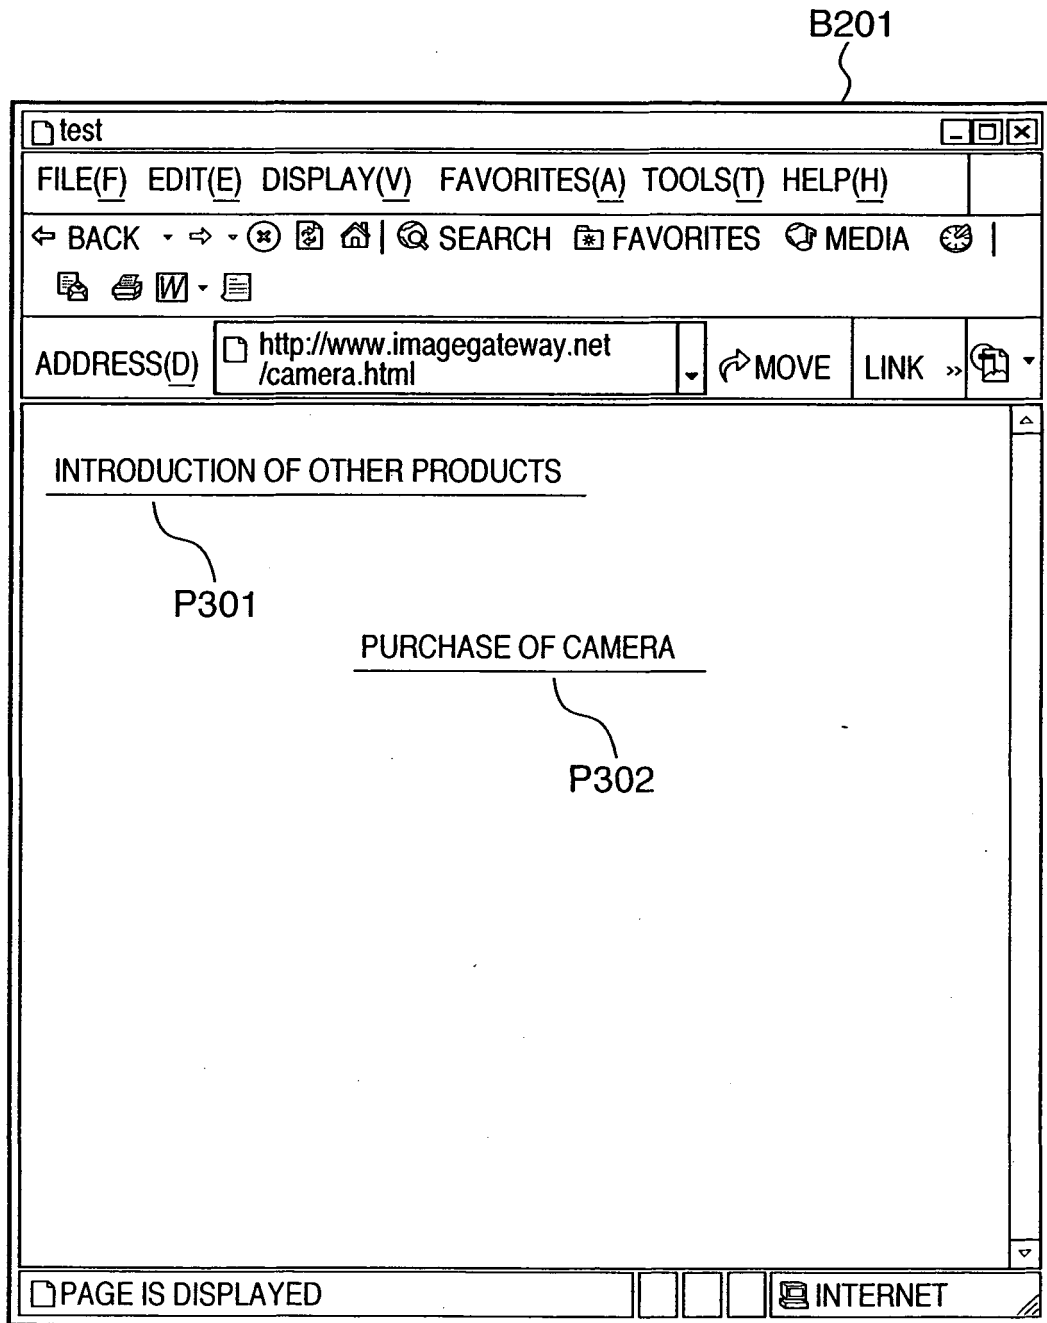 B201
test
FILE(F) EDIT(E) DISPLAY(V) FAVORITES(A) TOOLS(T) HELP(H)
BACK SEARCH FAVORITES MEDIA
W
ADDRESS(D) http://www.imagegateway.net
/camera.html
MOVE LINK »
INTRODUCTION OF OTHER PRODUCTS
P301
PURCHASE OF CAMERA
P302
PAGE IS DISPLAYED INTERNET